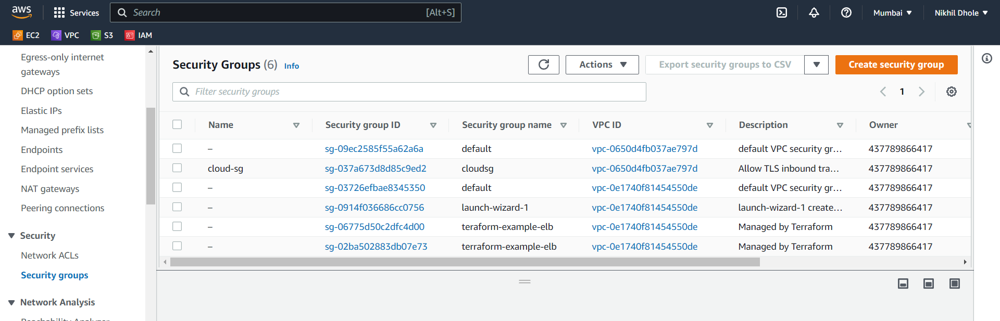 aws Services Search [Alt+S] Mumbai Nikhil Dhole
EC2 VPC S3 IAM
Egress-only internet
gateways
DHCP option sets
Elastic IPs
Managed prefix lists
Endpoints
Endpoint services
NAT gateways
Peering connections
Security
Network ACLs
Security groups
Network Analysis
Reachability Analyzer
Security Groups (6) Info Actions Export security groups to CSV Create security group
Filter security groups 1
Name Security group ID Security group name VPC ID Description Owner
– sg-09ec2585f55a62a6a default vpc-0650d4fb037ae797d default VPC security gr... 437789866417
cloud-sg sg-037a673d8d85c9ed2 cloudsg vpc-0650d4fb037ae797d Allow TLS inbound tra... 437789866417
– sg-03726efbae8345350 default vpc-0e1740f81454550de default VPC security gr... 437789866417
– sg-0914f036686cc0756 launch-wizard-1 vpc-0e1740f81454550de launch-wizard-1 create... 437789866417
– sg-06775d50c2dfc4d00 teraform-example-elb vpc-0e1740f81454550de Managed by Terraform 437789866417
– sg-02ba502883db07e73 terraform-example-elb vpc-0e1740f81454550de Managed by Terraform 437789866417